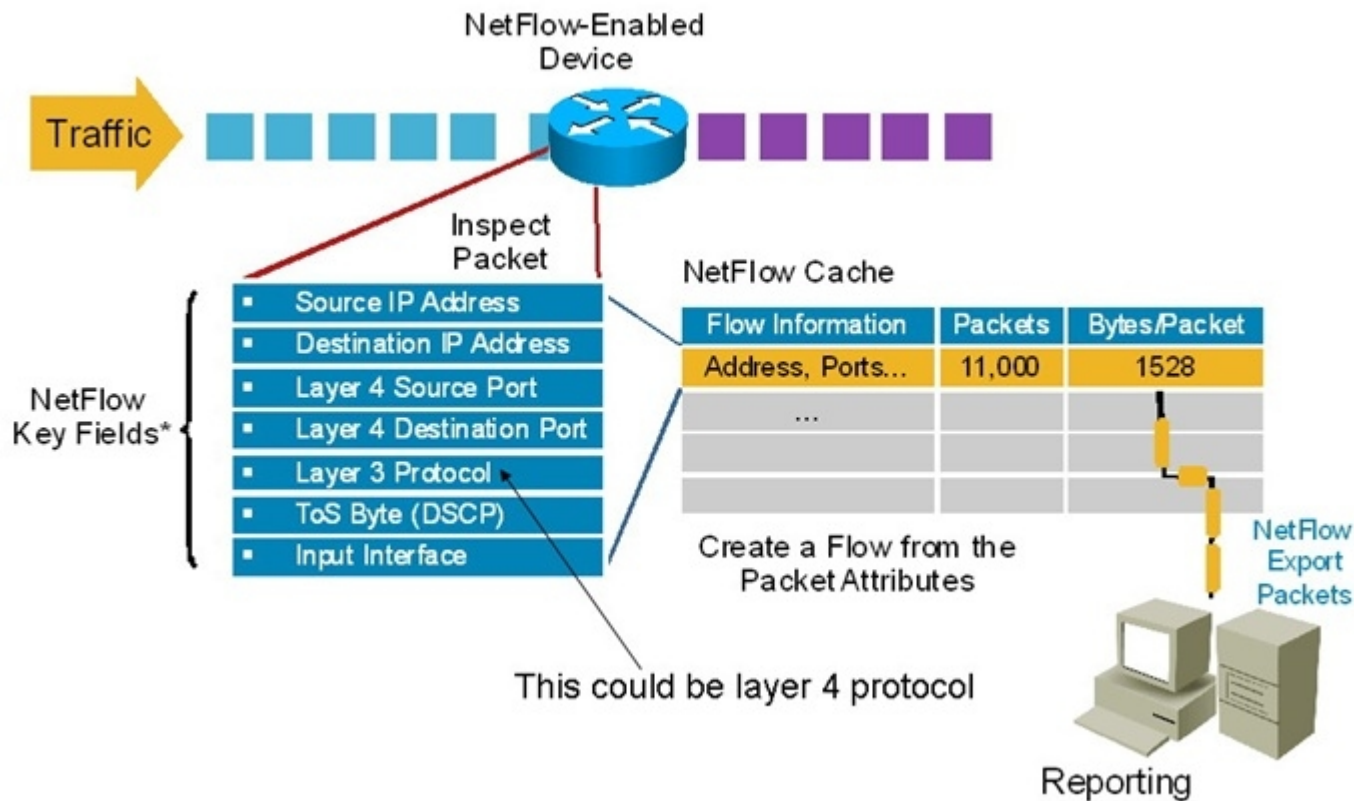 NetFlow-Enabled
Device
Traffic
Inspect
Packet
NetFlow
Key Fields*
▪ Source IP Address
▪ Destination IP Address
▪ Layer 4 Source Port
▪ Layer 4 Destination Port
▪ Layer 3 Protocol
▪ ToS Byte (DSCP)
▪ Input Interface
NetFlow Cache
Flow Information Packets Bytes/Packet
Address, Ports... 11,000 1528
...
Create a Flow from the
Packet Attributes
NetFlow
Export
Packets
This could be layer 4 protocol
Reporting